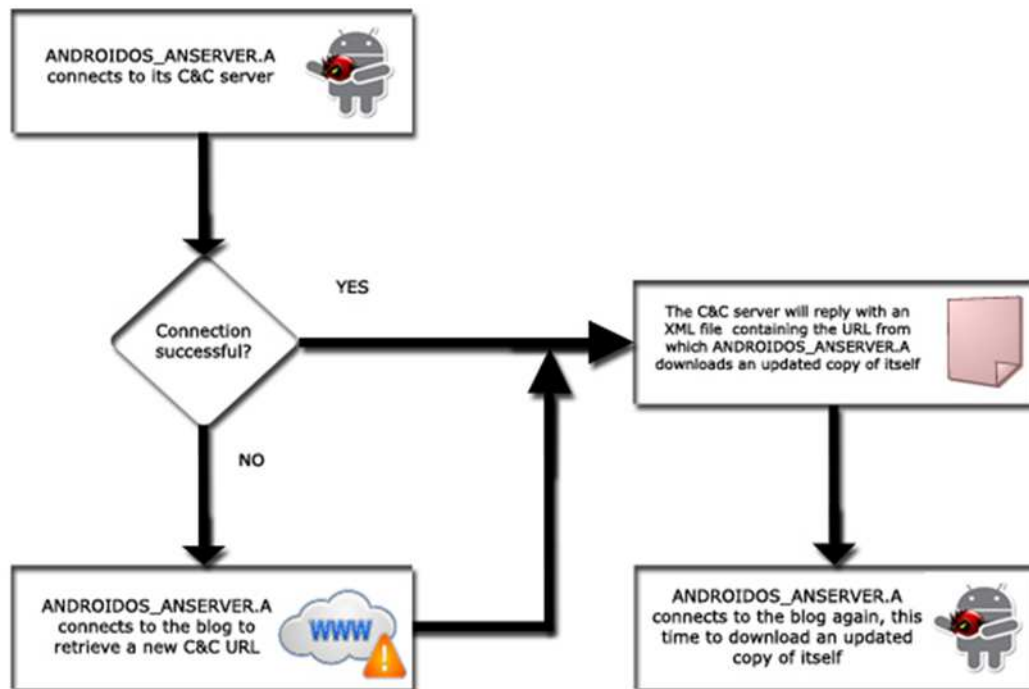 ANDROIDOS_ANSERVER.A
connects to its C&C server
YES
Connection
successful?
The C&C server will reply with an
XML file containing the URL from
which ANDROIDOS_ANSERVER.A
downloads an updated copy of itself
NO
ANDROIDOS_ANSERVER.A
connects to the blog to
retrieve a new C&C URL
WWW
!
ANDROIDOS_ANSERVER.A
connects to the blog again, this
time to download an updated
copy of itself